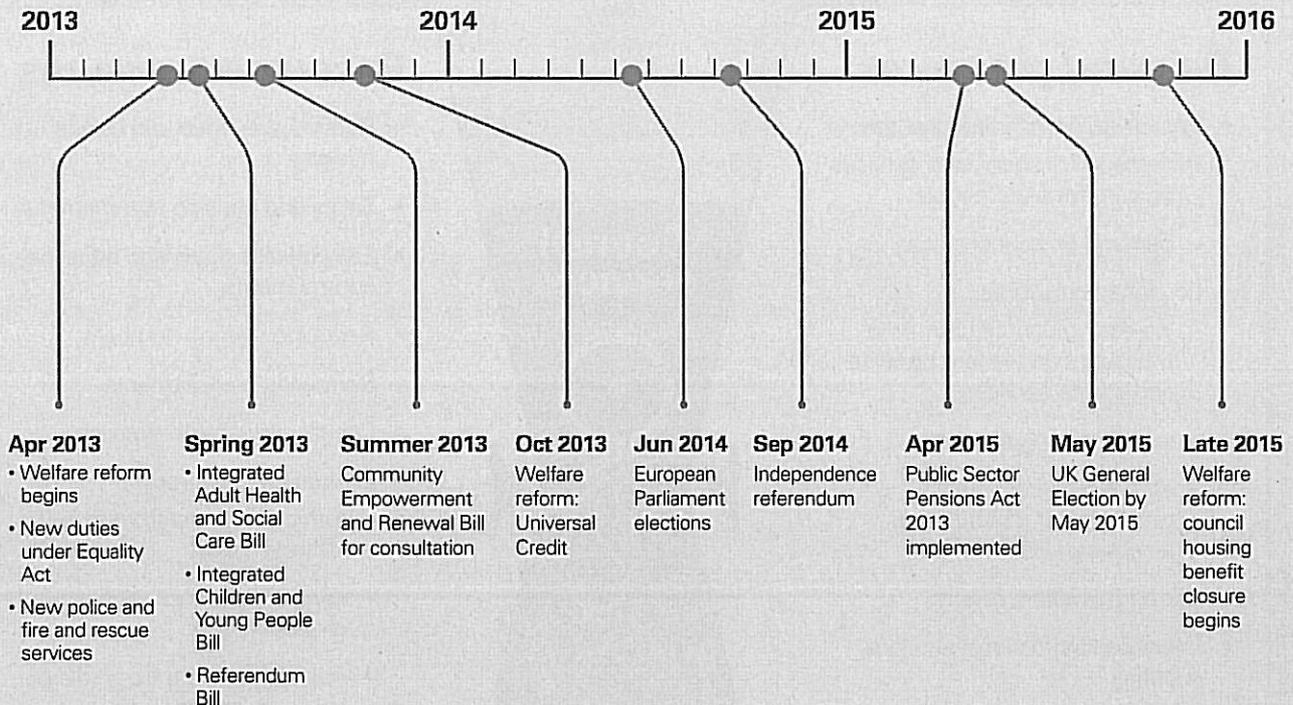 2013
2014
2015
2016
Apr 2013
• Welfare reform
begins
• New duties
under Equality
Act
• New police and
fire and rescue
services
Spring 2013
• Integrated
Adult Health
and Social
Care Bill
• Integrated
Children and
Young People
Bill
• Referendum
Bill
Summer 2013
Community
Empowerment
and Renewal Bill
for consultation
Oct 2013
Welfare
reform:
Universal
Credit
Jun 2014
European
Parliament
elections
Sep 2014
Independence
referendum
Apr 2015
Public Sector
Pensions Act
2013
implemented
May 2015
UK General
Election by
May 2015
Late 2015
Welfare
reform:
council
housing
benefit
closure
begins